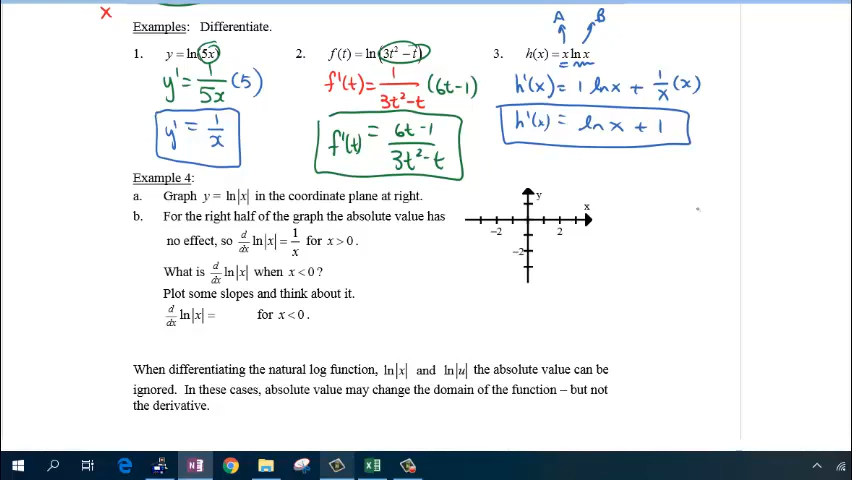 x
Examples: Differentiate.
A B
1. y = ln(5x) 2. f(t) = ln(3t² − t) 3. h(x) = x ln x
y' = 1/5x (5) f'(t) = 1/3t²-t (6t-1) h'(x) = 1 ln x + 1/x (x)
y' = 1/x f'(t) = 6t-1/3t²-t h'(x) = ln x + 1
Example 4:
a. Graph y = ln|x| in the coordinate plane at right.
b. For the right half of the graph the absolute value has
no effect, so d/dx ln|x| = 1/x for x > 0.
What is d/dx ln|x| when x < 0?
Plot some slopes and think about it.
d/dx ln|x| = for x < 0.
y
x
−2 2
−2
When differentiating the natural log function, ln|x| and ln|u| the absolute value can be
ignored. In these cases, absolute value may change the domain of the function – but not
the derivative.